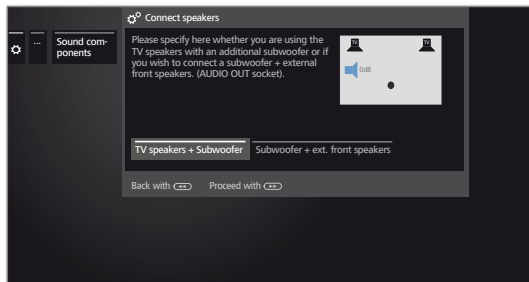 Connect speakers
...
Sound com-
ponents
Please specify here whether you are using the
TV speakers with an additional subwoofer or if
you wish to connect a subwoofer + external
front speakers. (AUDIO OUT socket).
TV
TV
0dB
TV speakers + Subwoofer
Subwoofer + ext. front speakers
Back with
Proceed with